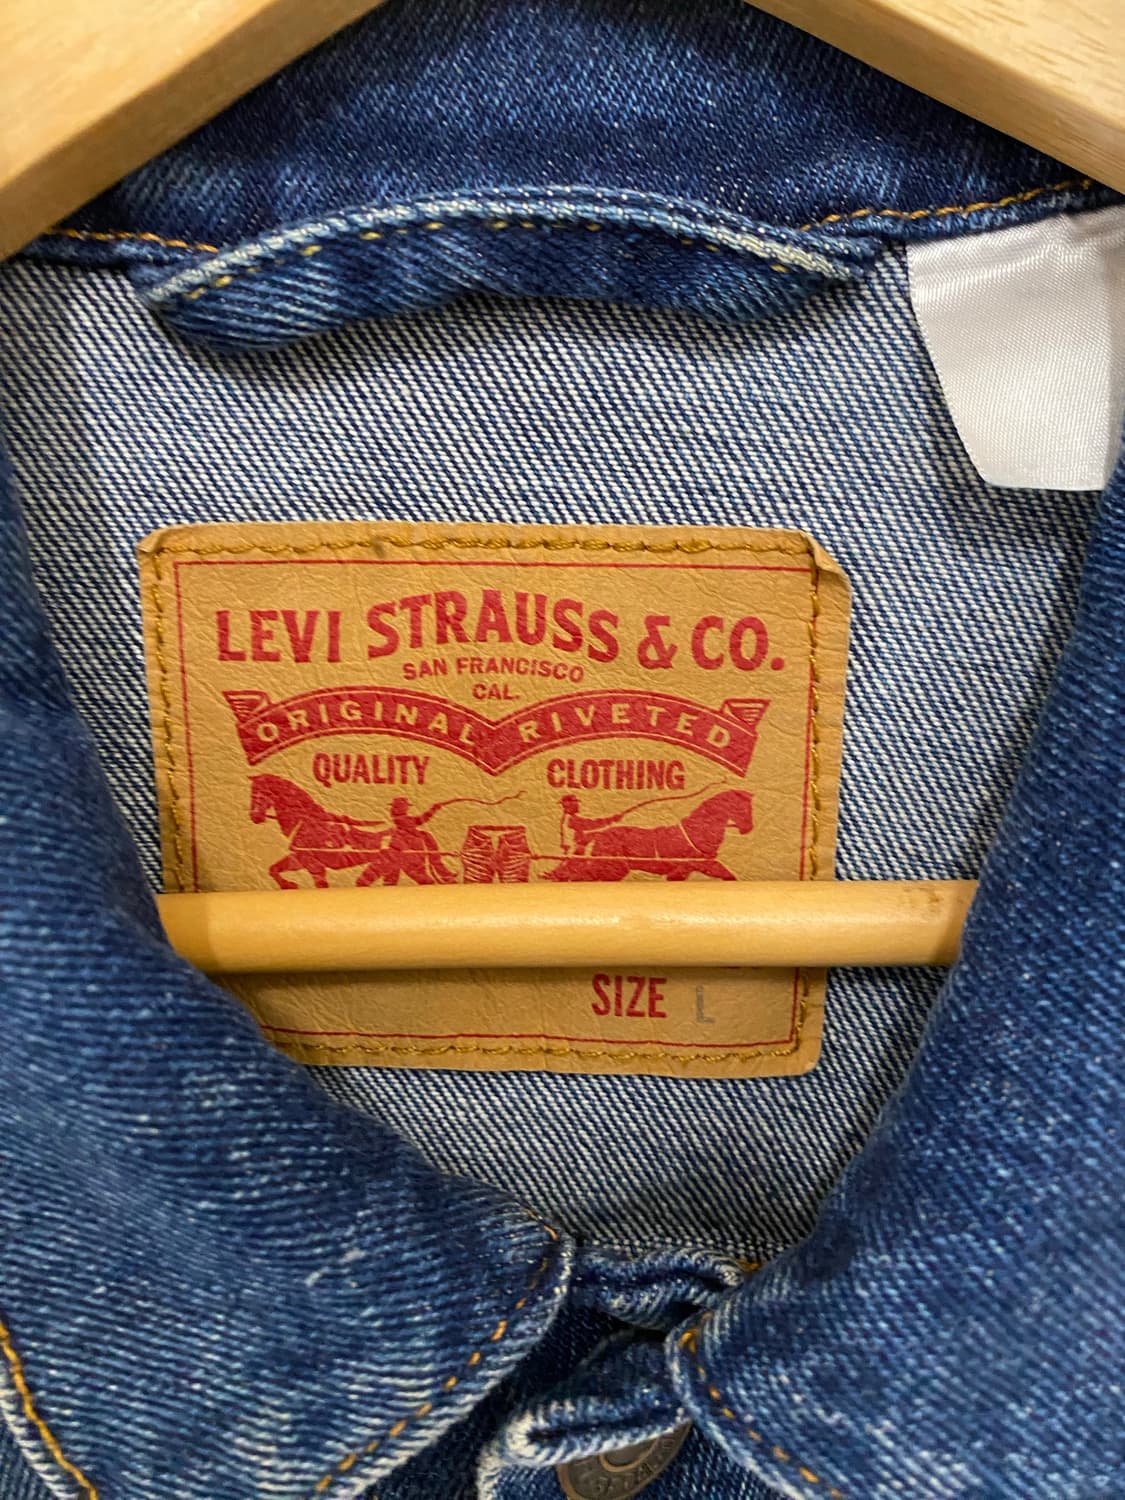 LEVI STRAUSS & CO.
SAN FRANCISCO
CAL.
ORIGINAL RIVETED
QUALITY CLOTHING
SIZE L